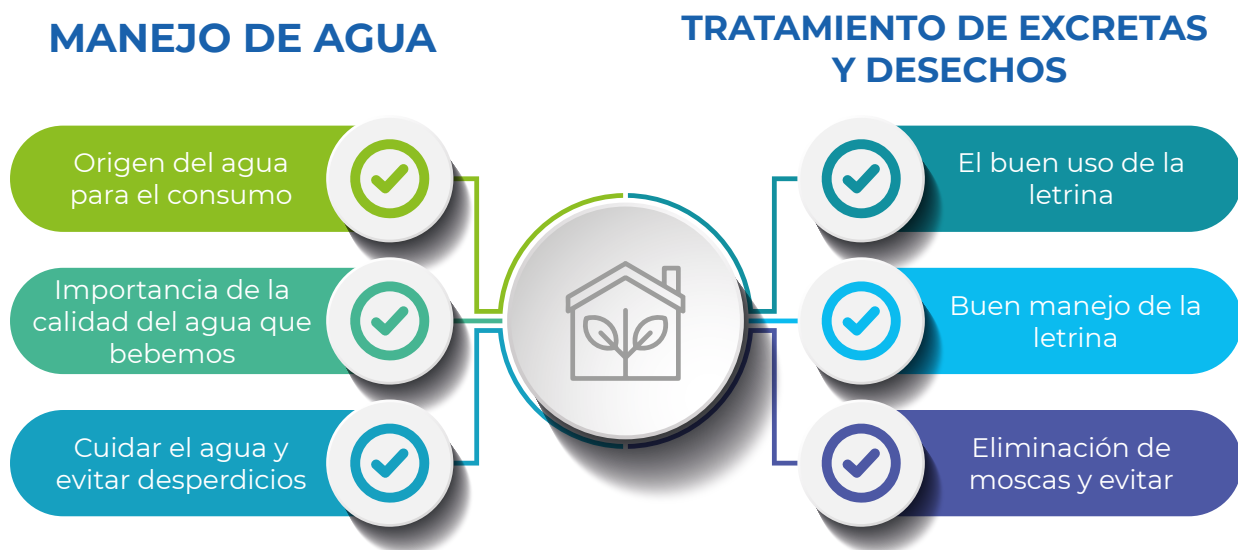 MANEJO DE AGUA
Origen del agua
para el consumo
Importancia de la
calidad del agua que
bebemos
Cuidar el agua y
evitar desperdicios
TRATAMIENTO DE EXCRETAS
Y DESECHOS
El buen uso de la
letrina
Buen manejo de la
letrina
Eliminación de
moscas y evitar